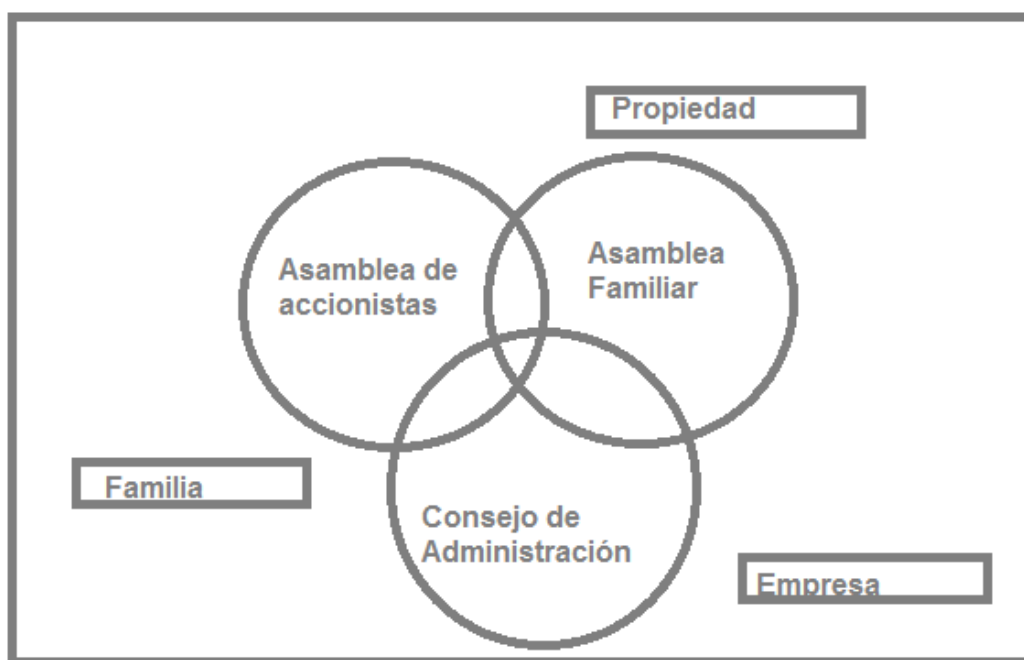 Propiedad
Asamblea de
accionistas
Asamblea
Familiar
Familia
Consejo de
Administración
Empresa